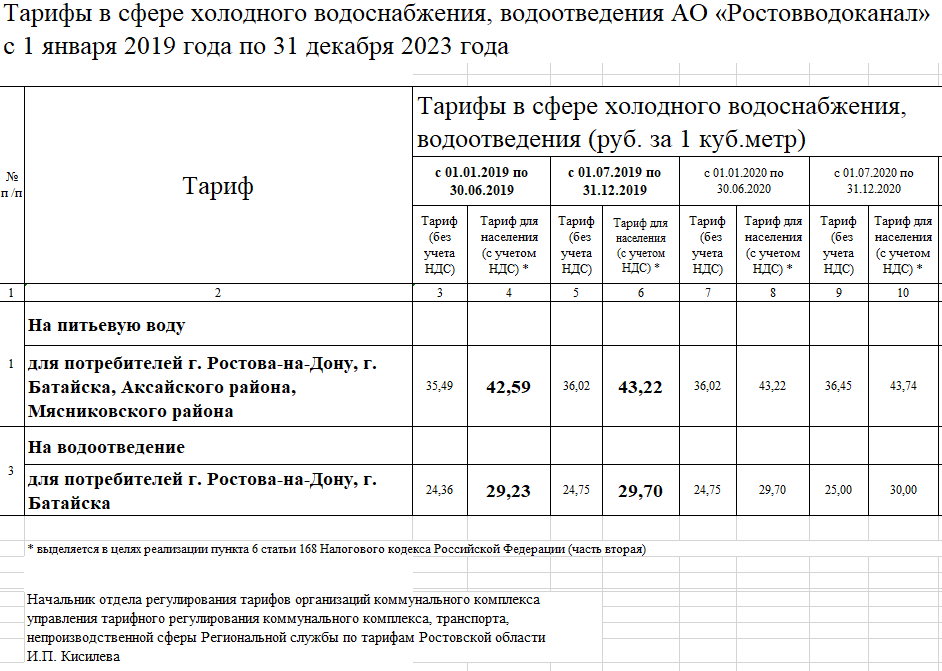 Тарифы в сфере холодного водоснабжения, водоотведения АО «Ростовводоканал»
с 1 января 2019 года по 31 декабря 2023 года
№ п /п
Тариф
Тарифы в сфере холодного водоснабжения,
водоотведения (руб. за 1 куб.метр)
с 01.01.2019 по 30.06.2019
с 01.07.2019 по 31.12.2019
с 01.01.2020 по 30.06.2020
с 01.07.2020 по 31.12.2020
Тариф (без учета НДС)
Тариф для населения (с учетом НДС) *
Тариф (без учета НДС)
Тариф для населения (с учетом НДС) *
Тариф (без учета НДС)
Тариф для населения (с учетом НДС) *
Тариф (без учета НДС)
Тариф для населения (с учетом НДС) *
1 2 3 4 5 6 7 8 9 10
1
На питьевую воду
для потребителей г. Ростова-на-Дону, г.
Батайска, Аксайского района,
Мясниковского района
35,49 42,59 36,02 43,22 36,02 43,22 36,45 43,74
3
На водоотведение
для потребителей г. Ростова-на-Дону, г.
Батайска
24,36 29,23 24,75 29,70 24,75 29,70 25,00 30,00
* выделяется в целях реализации пункта 6 статьи 168 Налогового кодекса Российской Федерации (часть вторая)
Начальник отдела регулирования тарифов организаций коммунального комплекса
управления тарифного регулирования коммунального комплекса, транспорта,
непроизводственной сферы Региональной службы по тарифам Ростовской области
И.П. Кисилева